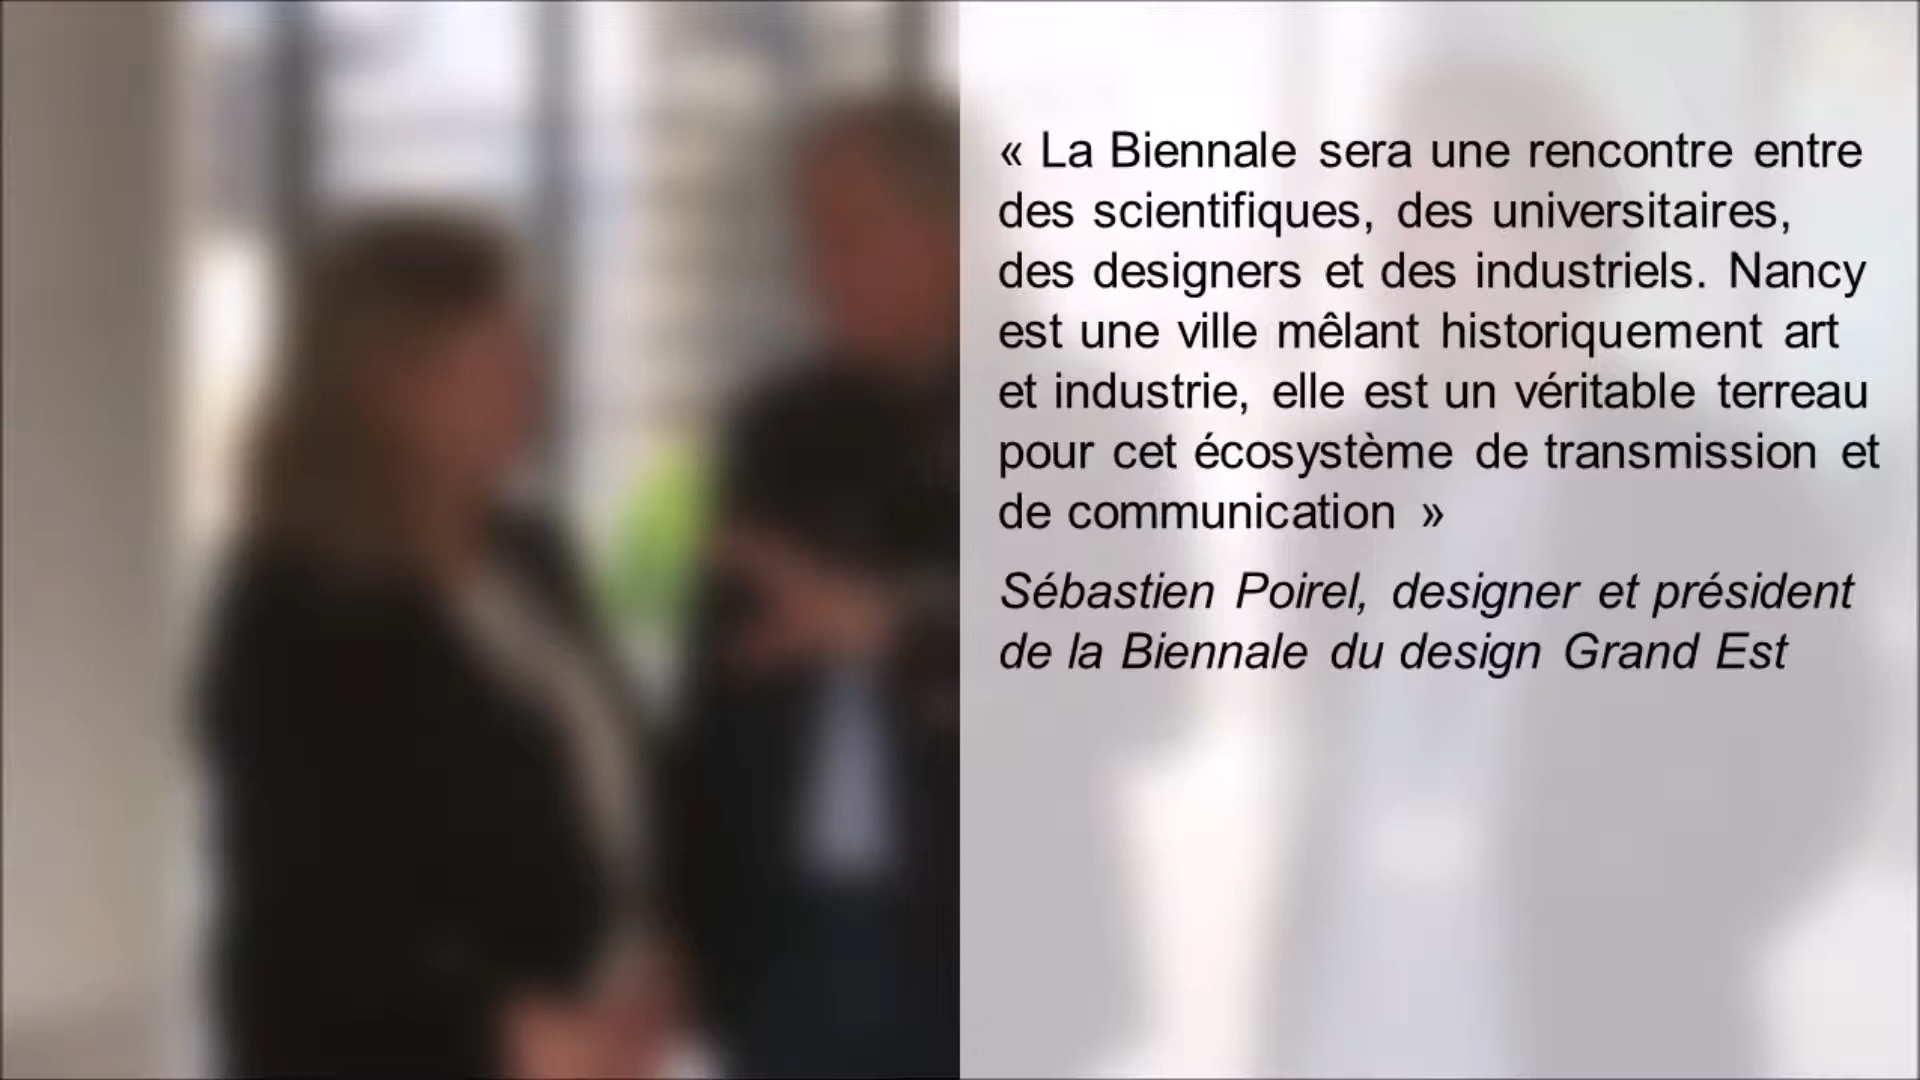 « La Biennale sera une rencontre entre
des scientifiques, des universitaires,
des designers et des industriels. Nancy
est une ville mêlant historiquement art
et industrie, elle est un véritable terreau
pour cet écosystème de transmission et
de communication »
Sébastien Poirel, designer et président
de la Biennale du design Grand Est